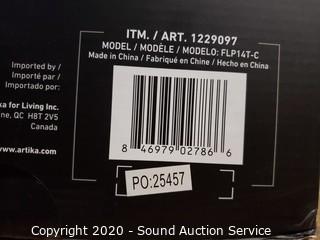 ITM. / ART. 1229097
MODEL / MODÈLE / MODELO: FLP14T-C
Made in China / Fabriqué en Chine / Hecho en China
Imported by /
Importé par /
Importado por:
ka for Living Inc.
ne, QC H8T 2V5
Canada
www.artika.com
8 46979 02786 6
PO:25457
Copyright 2020 - Sound Auction Service